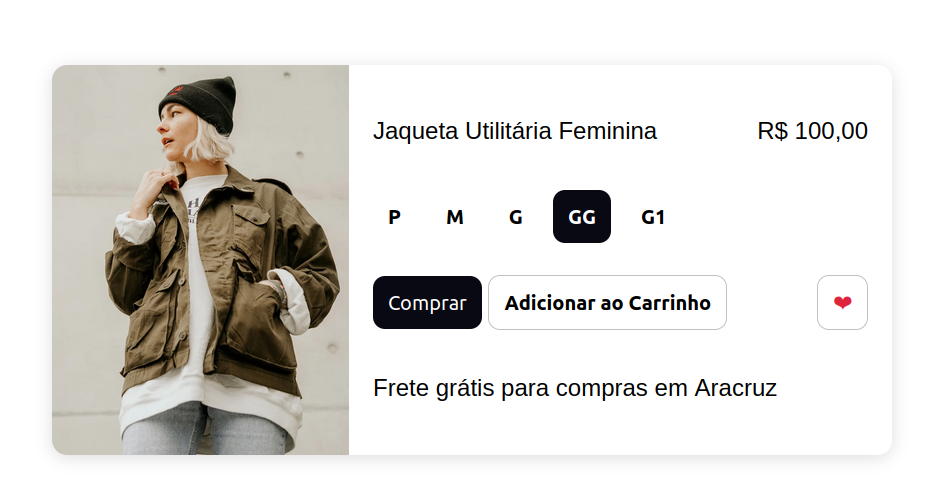 Jaqueta Utilitária Feminina R$ 100,00
P M G GG G1
Comprar Adicionar ao Carrinho ❤
Frete grátis para compras em Aracruz